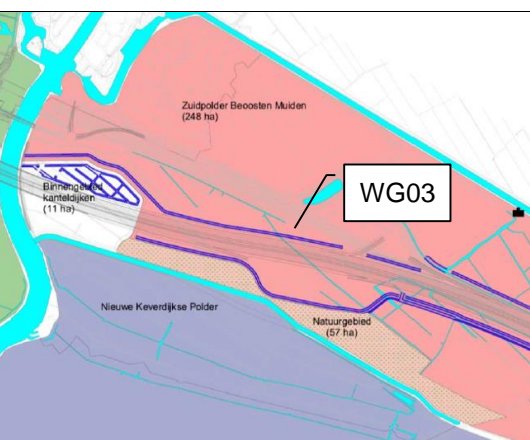 Zuidpolder Beoosten Muiden
(248 ha)
WG03
Binnengebied
kanteldijken
(11 ha)
Nieuwe Keverdijkse Polder
Natuurgebied
(57 ha)